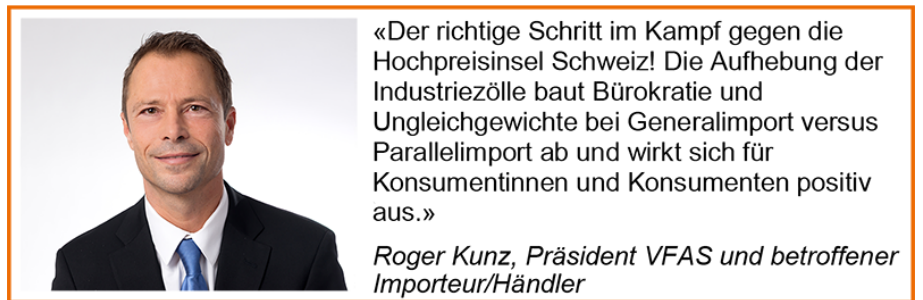 «Der richtige Schritt im Kampf gegen die
Hochpreisinsel Schweiz! Die Aufhebung der
Industriezölle baut Bürokratie und
Ungleichgewichte bei Generalimport versus
Parallelimport ab und wirkt sich für
Konsumentinnen und Konsumenten positiv
aus.»
Roger Kunz, Präsident VFAS und betroffener
Importeur/Händler